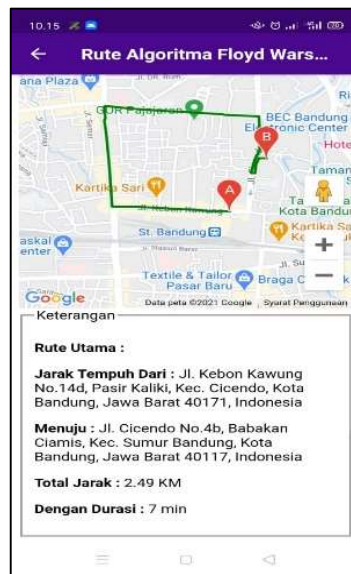 10.15
Rute Algoritma Floyd Wars...
ana Plaza
GOR Pajajaran
BEC Bandung
Electronic Center
Hote
Kartika Sari
Taman
Kota Bandu
Jl. Kebon Kawung
St. Bandung
Kartika Sa
askal
enter
Textile & Tailor
Pasar Baru
Braga C
Google
Data peta ©2021 Google
Syarat Penggunaan
A
B
Keterangan
Rute Utama :
Jarak Tempuh Dari : Jl. Kebon Kawung
No.14d, Pasir Kaliki, Kec. Cicendo, Kota
Bandung, Jawa Barat 40171, Indonesia
Menuju : Jl. Cicendo No.4b, Babakan
Ciamis, Kec. Sumur Bandung, Kota
Bandung, Jawa Barat 40117, Indonesia
Total Jarak : 2.49 KM
Dengan Durasi : 7 min